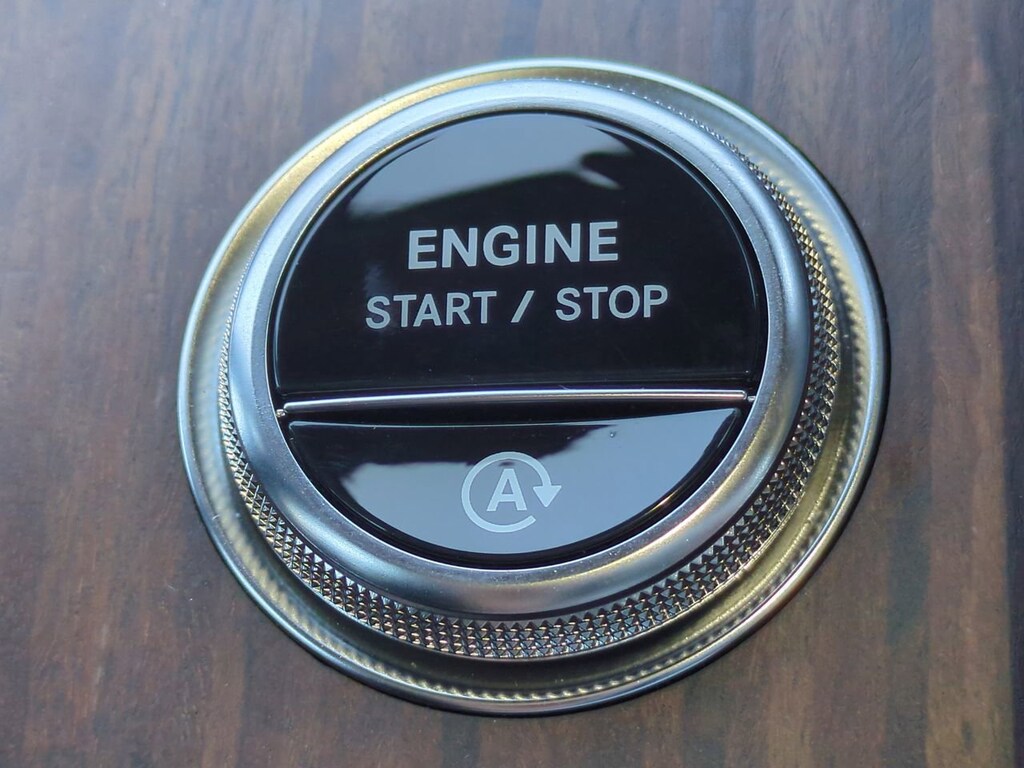 ENGINE
START / STOP
A